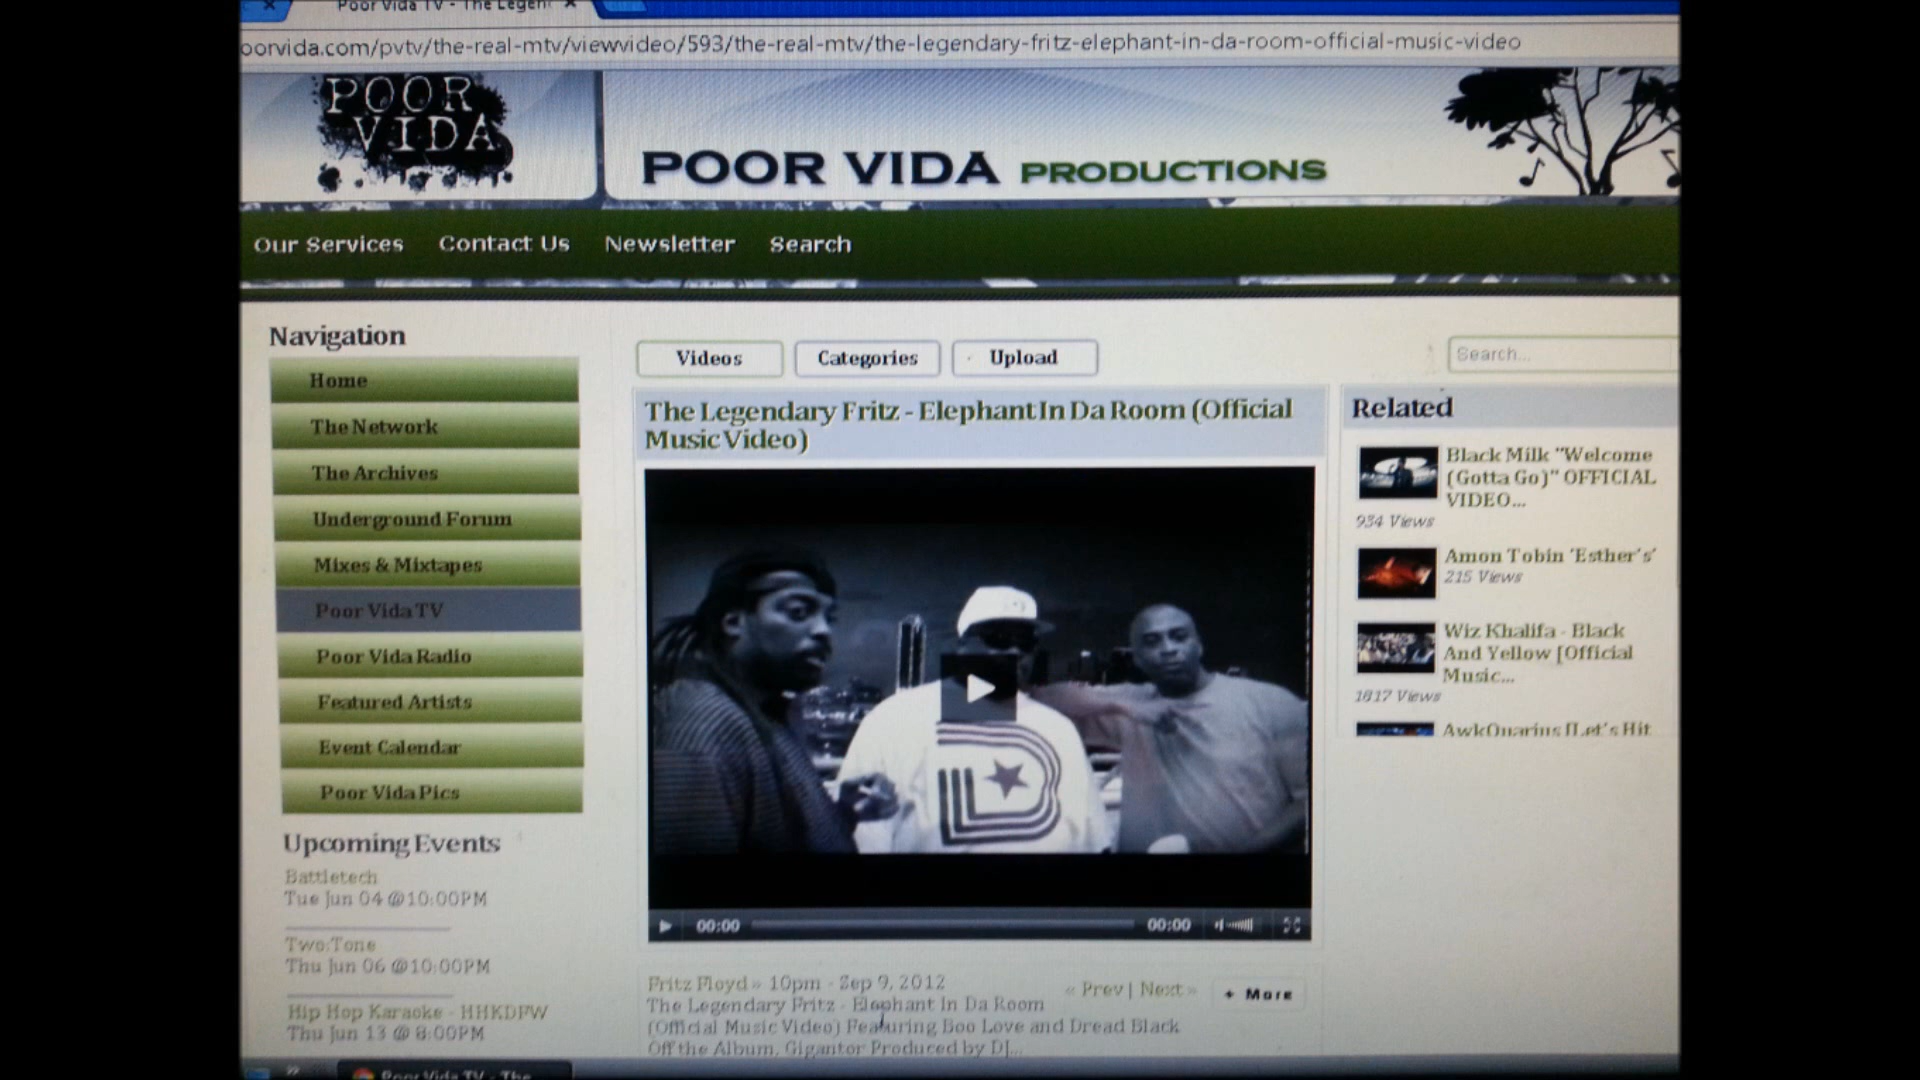 Poor Vida TV - The Legen
oorvida.com/pvtv/the-real-mtv/viewvideo/593/the-real-mtv/the-legendary-fritz-elephant-in-da-room-official-music-video
POOR
VIDA
POOR VIDA PRODUCTIONS
Our Services Contact Us Newsletter Search
Navigation
Home
The Network
The Archives
Underground Forum
Mixes & Mixtapes
Poor Vida TV
Poor Vida Radio
Featured Artists
Event Calendar
Poor Vida Pics
Upcoming Events
Battletech
Tue Jun 04 @10:00PM
Two:Tone
Thu Jun 06 @10:00PM
Hip Hop Karaoke - HHKDFW
Thu Jun 13 @ 8:00PM
Videos Categories Upload
The Legendary Fritz - Elephant In Da Room (Official
Music Video)
D
00:00 00:00
Fritz Floyd » 10pm - Sep 9, 2012
« Prev | Next »
+ More
The Legendary Fritz - Elephant In Da Room
(Official Music Video) Featuring Boo Love and Dread Black
Off the Album, Gigantor Produced by DJ...
Search...
Related
Black Milk "Welcome
(Gotta Go)" OFFICIAL
VIDEO...
934 Views
Amon Tobin 'Esther's'
215 Views
Wiz Khalifa - Black
And Yellow [Official
Music...
1817 Views
AwkQuarius [Let's Hit
Poor Vida TV - The